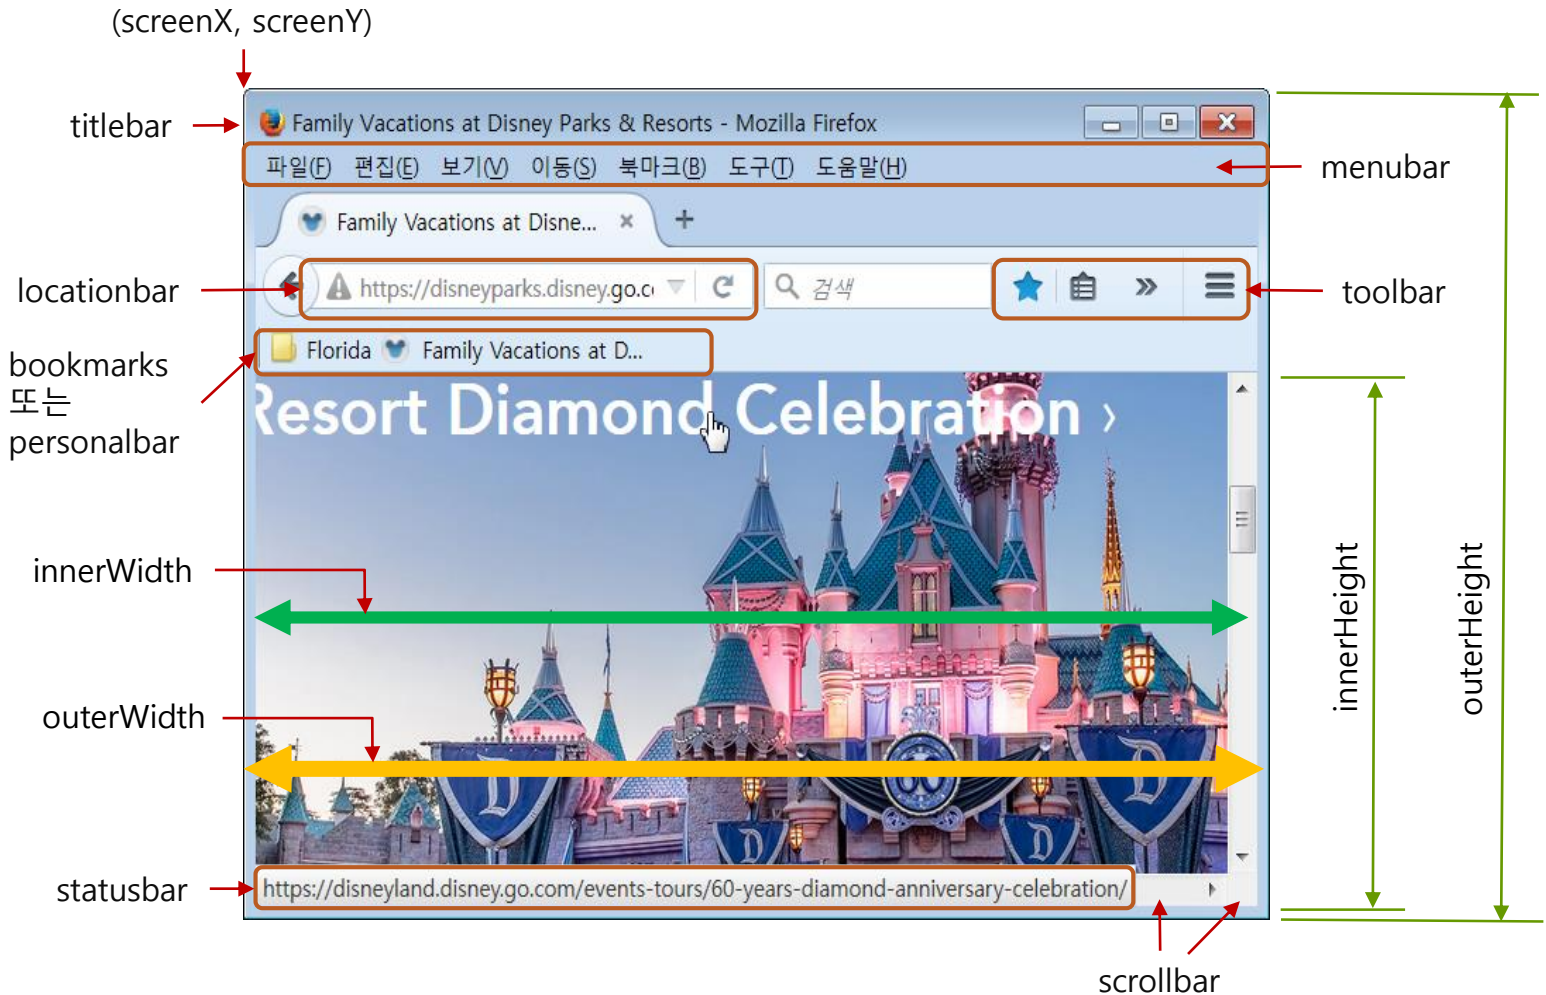 (screenX, screenY)
titlebar
Family Vacations at Disney Parks & Resorts - Mozilla Firefox
파일(F) 편집(E) 보기(V) 이동(S) 북마크(B) 도구(T) 도움말(H)
menubar
Family Vacations at Disne...
locationbar
https://disneyparks.disney.go.c
검색
toolbar
bookmarks
또는
personalbar
Florida
Family Vacations at D...
Resort Diamond Celebration ›
innerWidth
outerWidth
innerHeight
outerHeight
D
60
D
D
D
statusbar
https://disneyland.disney.go.com/events-tours/60-years-diamond-anniversary-celebration/
scrollbar